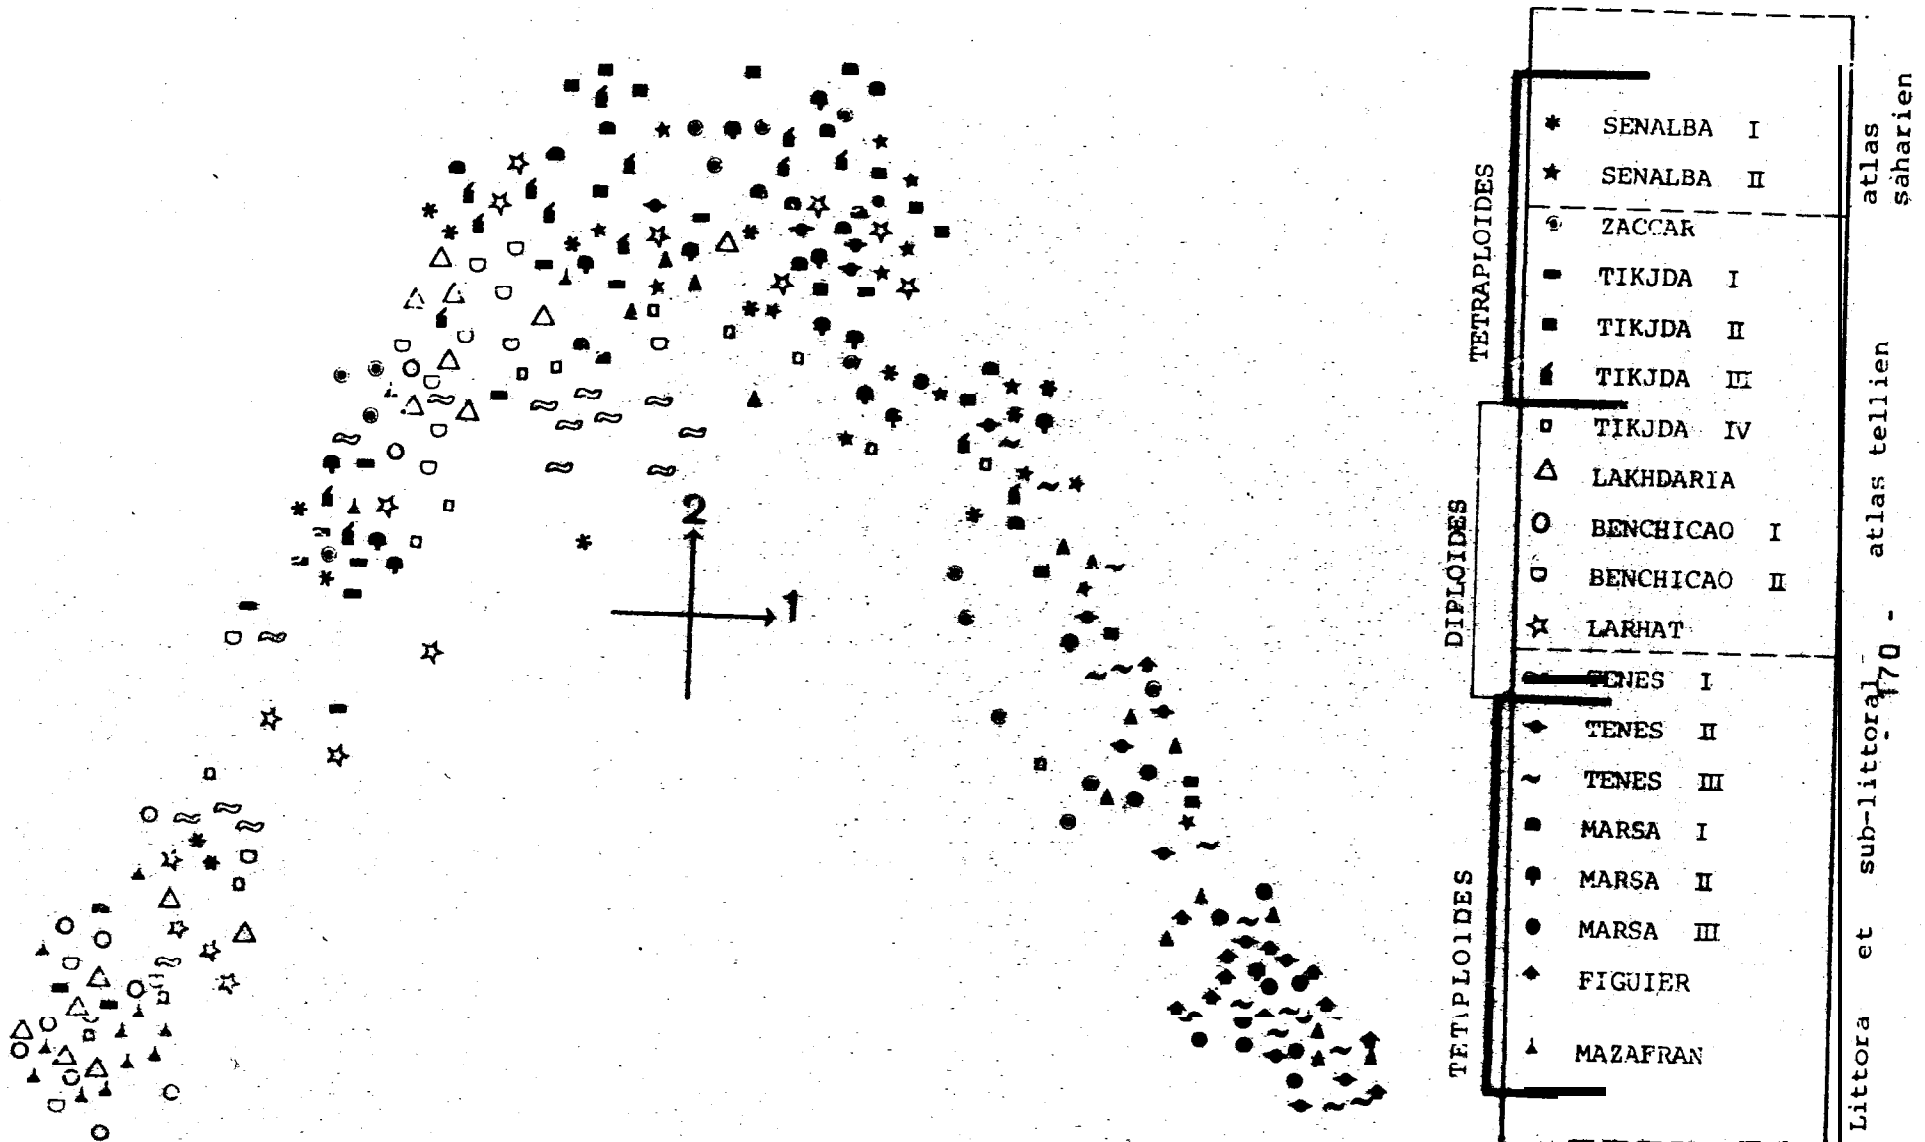 2
1
TETRAPLOIDES
DIPLOIDES
TETRPLOIDES
SENALBA I
SENALBA II
ZACCAR
TIKJDA I
TIKJDA II
TIKJDA III
TIKJDA IV
LAKHDARIA
BENCHICAO I
BENCHICAO II
LARHAT
TENES I
TENES II
TENES III
MARSA I
MARSA II
MARSA III
FIGUIER
MAZAFRAN
atlas
saharien
atlas tellien
Littora et sub-littoral
- 170 -